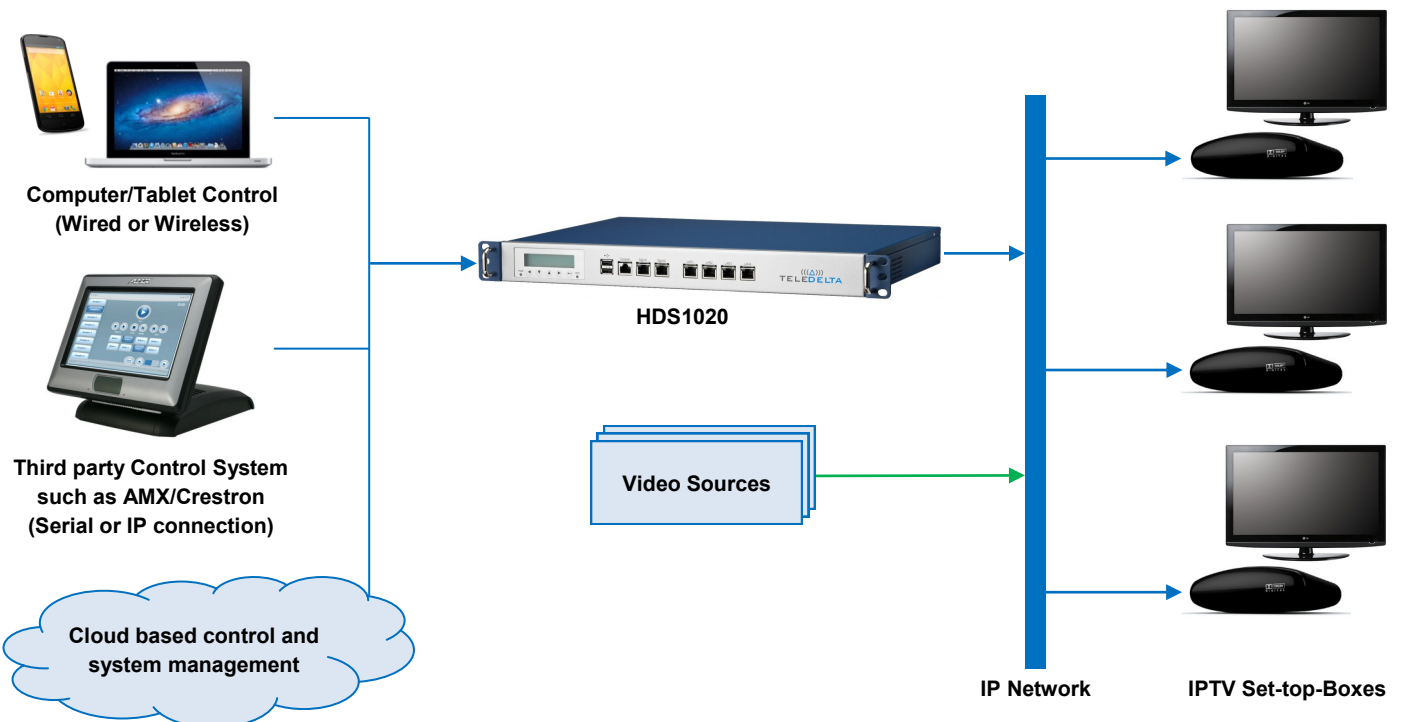 Computer/Tablet Control
(Wired or Wireless)
TELEDELTA
HDS1020
Third party Control System
such as AMX/Crestron
(Serial or IP connection)
Video Sources
Cloud based control and
system management
IP Network
IPTV Set-top-Boxes